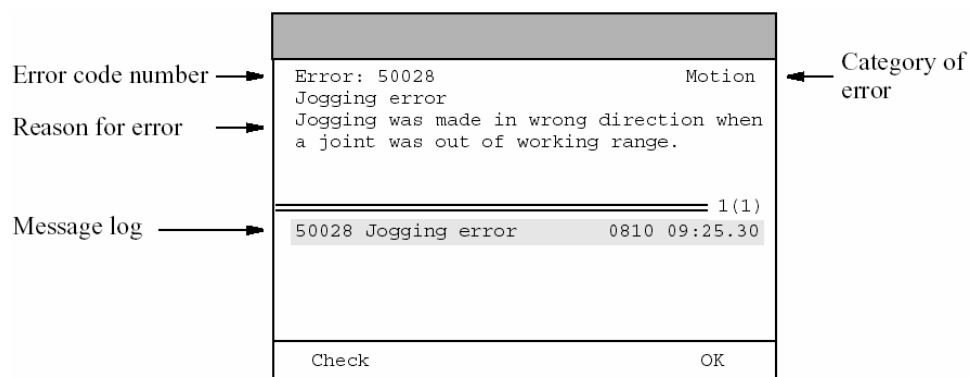 Error code number
Reason for error
Message log
Category of
error
Error: 50028 Motion
Jogging error
Jogging was made in wrong direction when
a joint was out of working range.
1(1)
50028 Jogging error 0810 09:25.30
Check OK